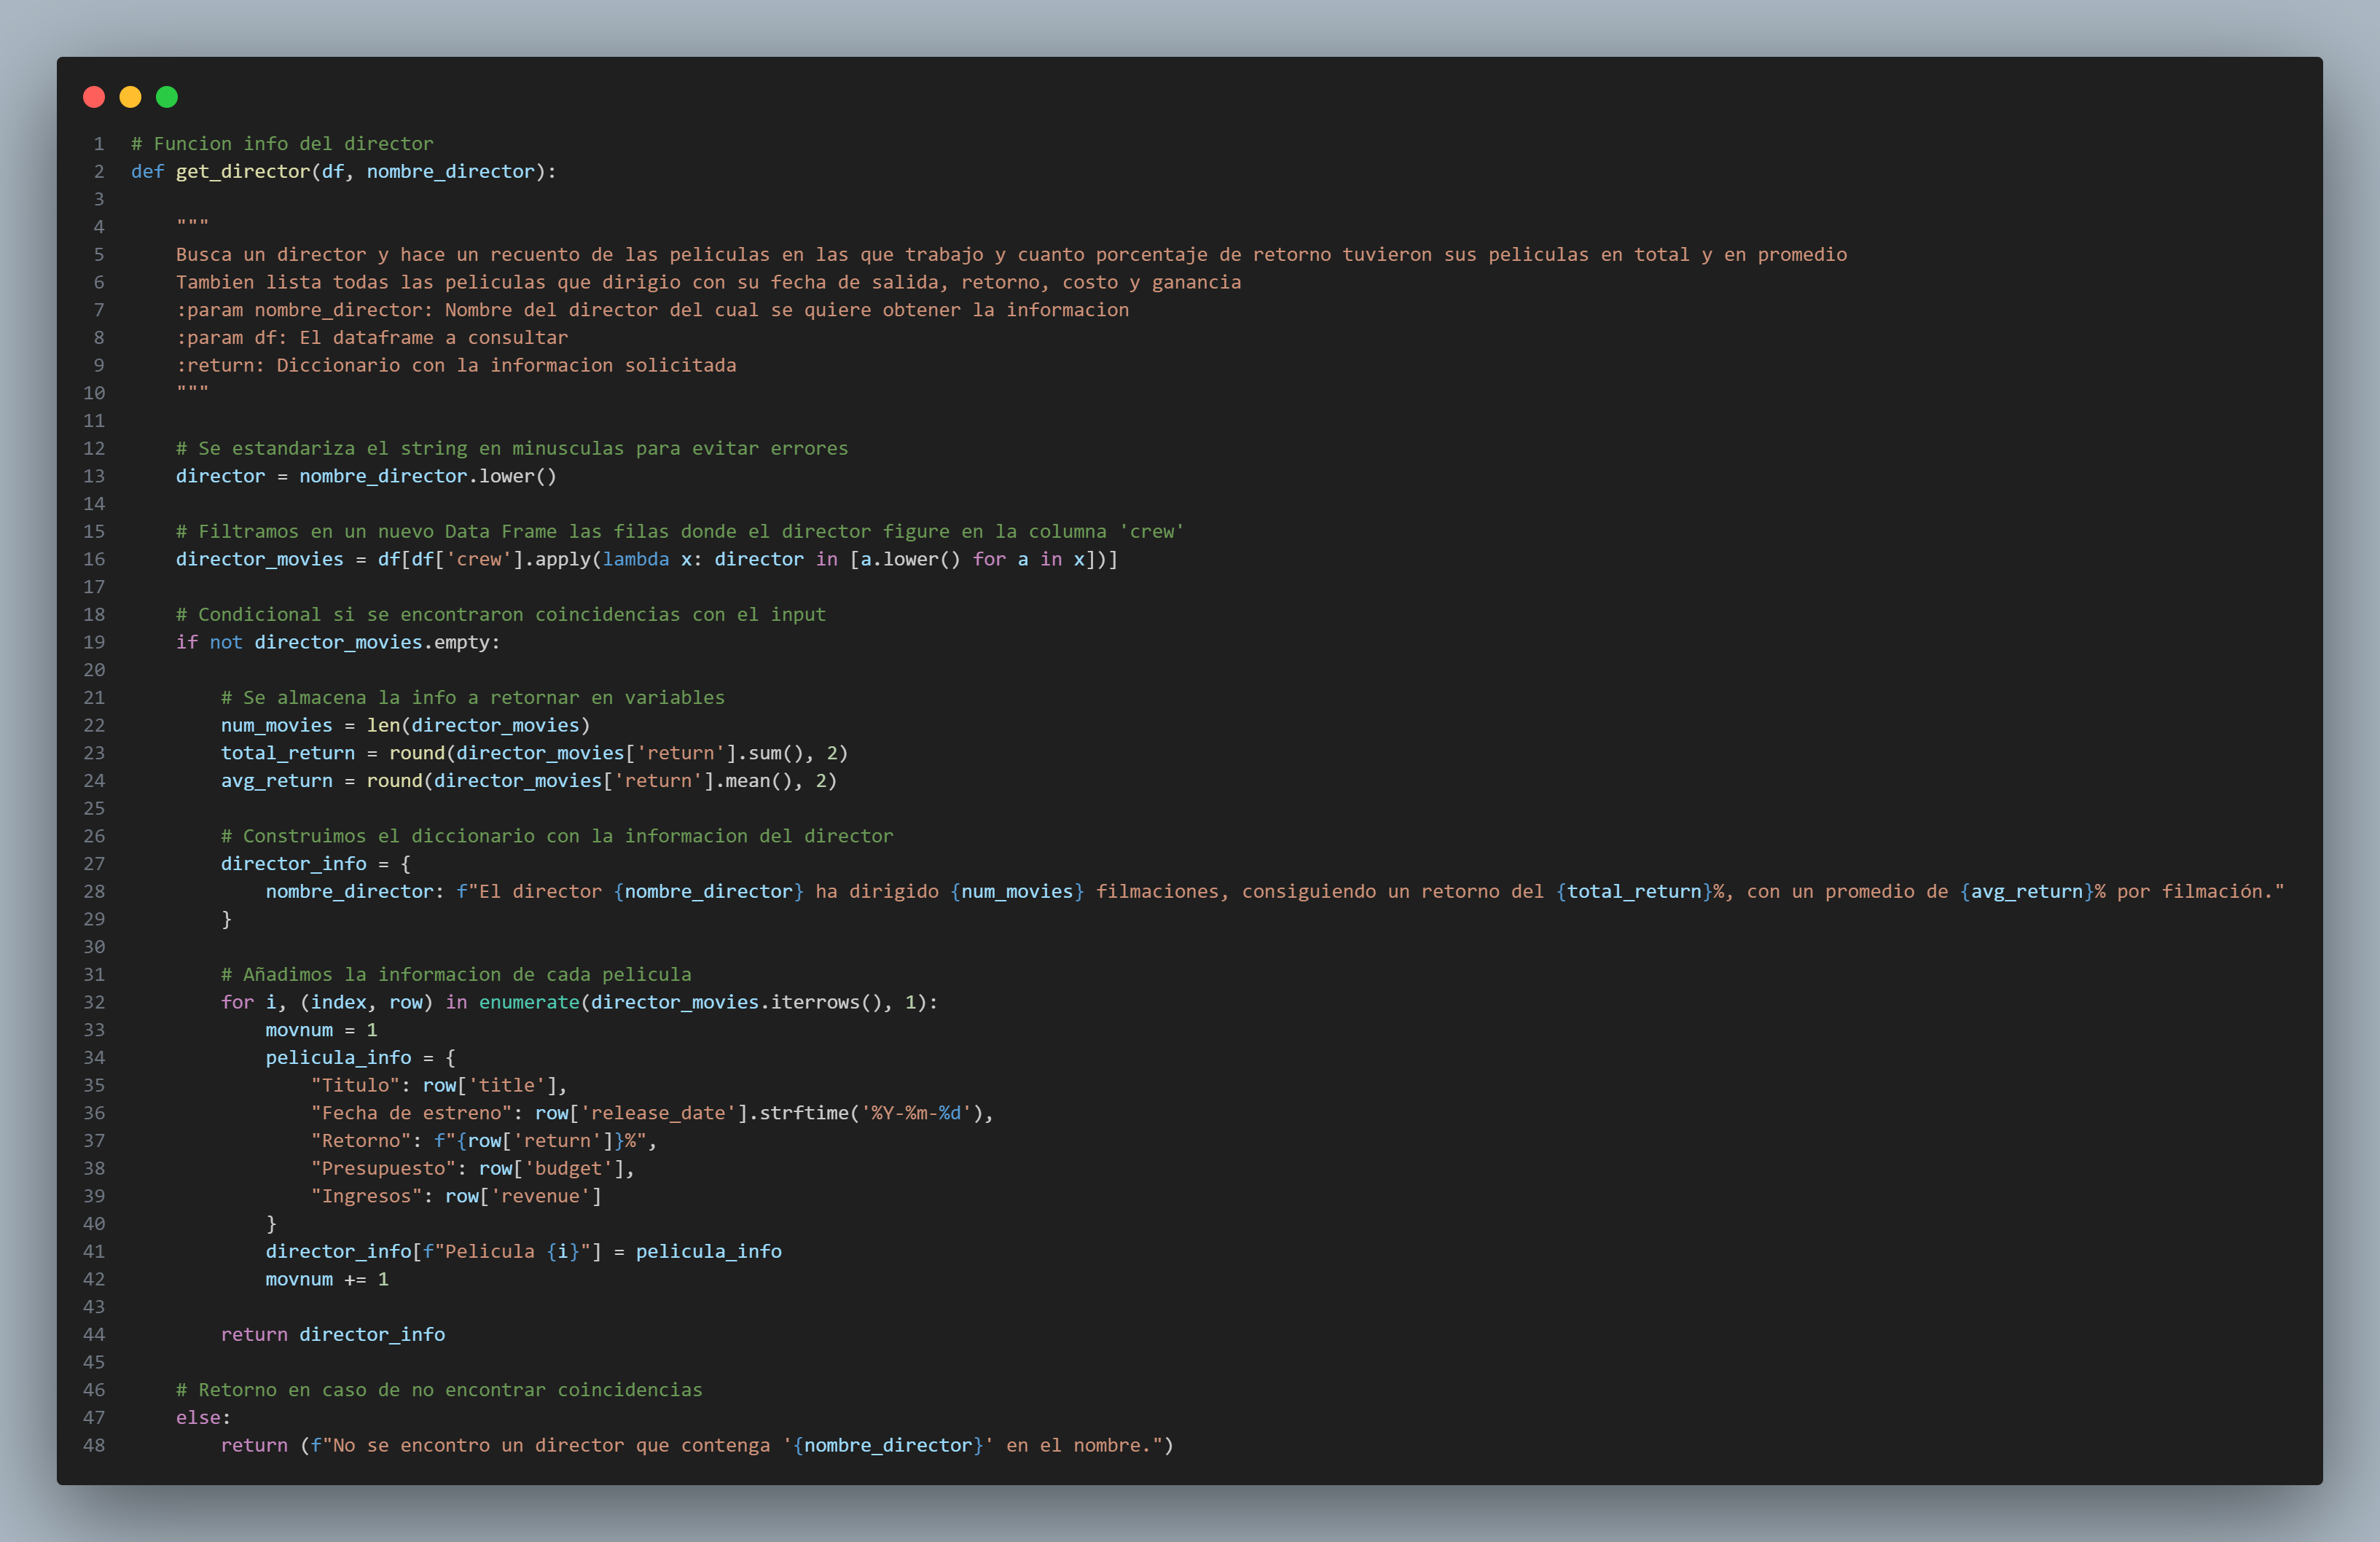 1 # Funcion info del director
2 def get_director(df, nombre_director):
3
4     """
5     Busca un director y hace un recuento de las peliculas en las que trabajo y cuanto porcentaje de retorno tuvieron sus peliculas en total y en promedio
6     Tambien lista todas las peliculas que dirigio con su fecha de salida, retorno, costo y ganancia
7     :param nombre_director: Nombre del director del cual se quiere obtener la informacion
8     :param df: El dataframe a consultar
9     :return: Diccionario con la informacion solicitada
10     """
11
12     # Se estandariza el string en minusculas para evitar errores
13     director = nombre_director.lower()
14
15     # Filtramos en un nuevo Data Frame las filas donde el director figure en la columna 'crew'
16     director_movies = df[df['crew'].apply(lambda x: director in [a.lower() for a in x])]
17
18     # Condicional si se encontraron coincidencias con el input
19     if not director_movies.empty:
20
21         # Se almacena la info a retornar en variables
22         num_movies = len(director_movies)
23         total_return = round(director_movies['return'].sum(), 2)
24         avg_return = round(director_movies['return'].mean(), 2)
25
26         # Construimos el diccionario con la informacion del director
27         director_info = {
28             nombre_director: f"El director {nombre_director} ha dirigido {num_movies} filmaciones, consiguiendo un retorno del {total_return}%, con un promedio de {avg_return}% por filmación."
29         }
30
31         # Añadimos la informacion de cada pelicula
32         for i, (index, row) in enumerate(director_movies.iterrows(), 1):
33             movnum = 1
34             pelicula_info = {
35                 "Titulo": row['title'],
36                 "Fecha de estreno": row['release_date'].strftime('%Y-%m-%d'),
37                 "Retorno": f"{row['return']}%",
38                 "Presupuesto": row['budget'],
39                 "Ingresos": row['revenue']
40             }
41             director_info[f"Pelicula {i}"] = pelicula_info
42             movnum += 1
43
44         return director_info
45
46     # Retorno en caso de no encontrar coincidencias
47     else:
48         return (f"No se encontro un director que contenga '{nombre_director}' en el nombre.")